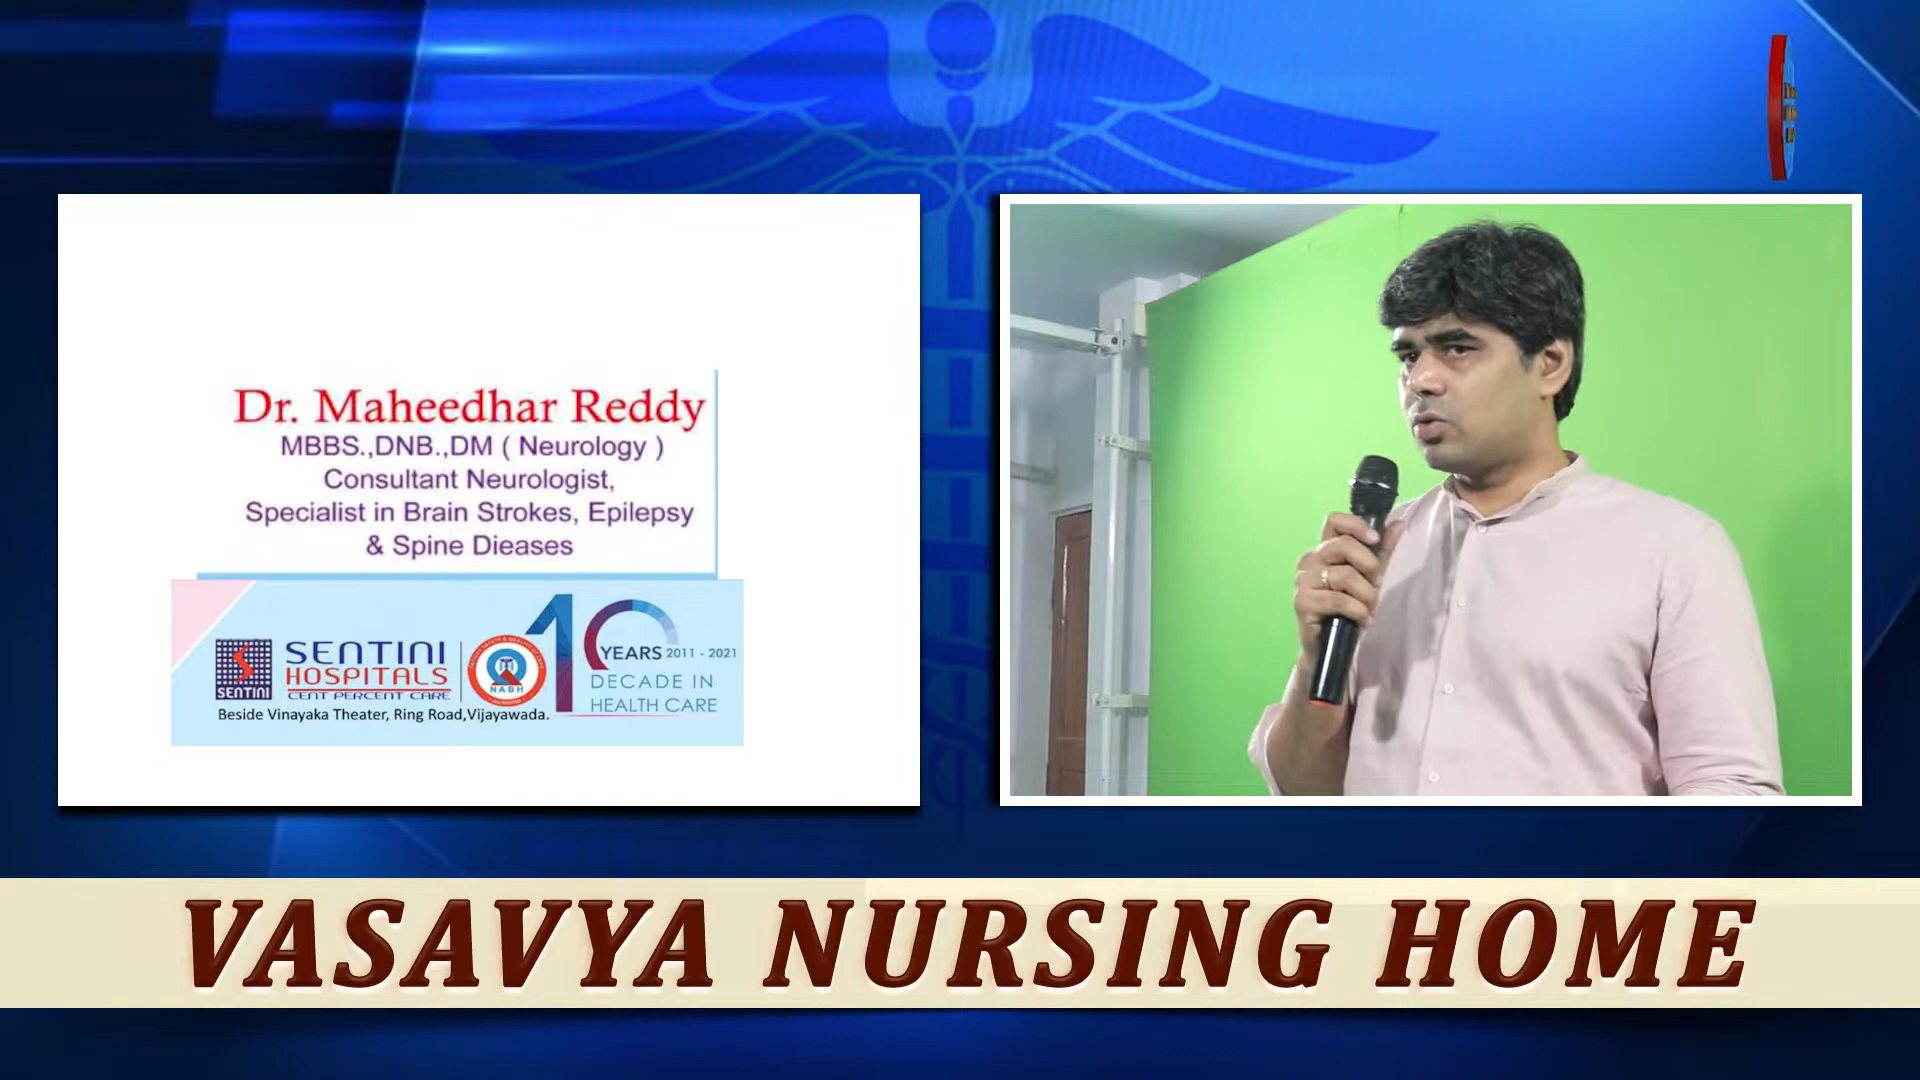 Dr. Maheedhar Reddy
MBBS.,DNB.,DM ( Neurology )
Consultant Neurologist,
Specialist in Brain Strokes, Epilepsy
& Spine Dieases
SENTINI
SENTINI
HOSPITALS
CENT PERCENT CARE
NABH
10
YEARS 2011 - 2021
DECADE IN
HEALTH CARE
Beside Vinayaka Theater, Ring Road,Vijayawada.
VASAVYA NURSING HOME